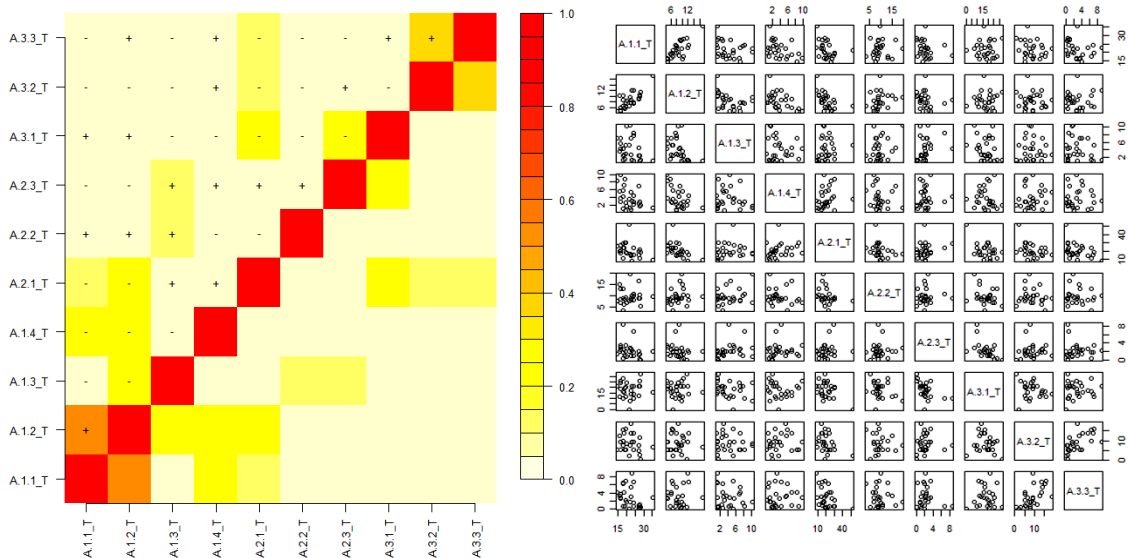 A.3.3_T - + - + - - - + +
A.3.2_T - - - + - - + -
A.3.1_T + + - - - - -
A.2.3_T - - + + + +
A.2.2_T + + + - -
A.2.1_T - - + +
A.1.4_T - - -
A.1.3_T - -
A.1.2_T +
A.1.1_T
A.1.1_T A.1.2_T A.1.3_T A.1.4_T A.2.1_T A.2.2_T A.2.3_T A.3.1_T A.3.2_T A.3.3_T
1.0
0.8
0.6
0.4
0.2
0.0
6 12 2 4 6 10 5 15 0 15 0 4 8
A.1.1_T 15 30
6 12 A.1.2_T
A.1.3_T 2 6 10
2 6 10 A.1.4_T
A.2.1_T 10 40
5 15 A.2.2_T
A.2.3_T 0 4 8
0 15 A.3.1_T
A.3.2_T 0 10
0 4 8 A.3.3_T
15 30 2 6 10 10 40 0 4 8 0 10